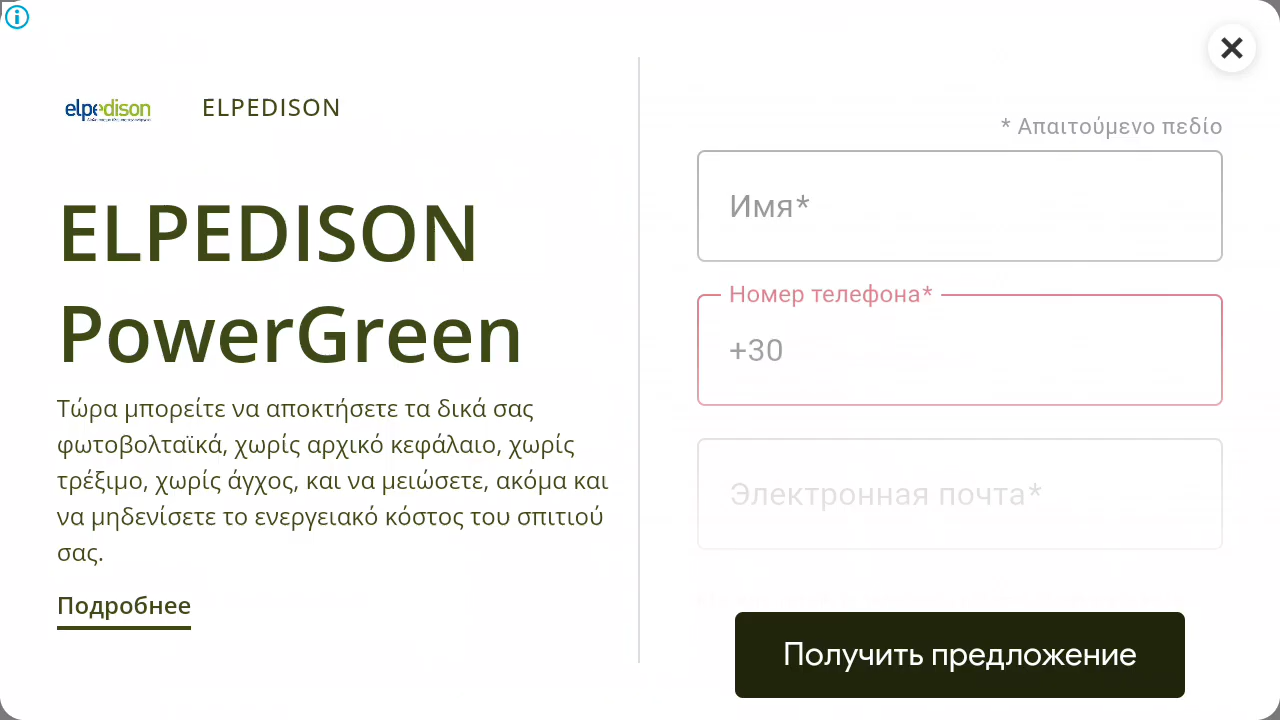 elpedison
ELPEDISON
ELPEDISON
PowerGreen
Τώρα μπορείτε να αποκτήσετε τα δικά σας
φωτοβολταϊκά, χωρίς αρχικό κεφάλαιο, χωρίς
τρέξιμο, χωρίς άγχος, και να μειώσετε, ακόμα και
να μηδενίσετε το ενεργειακό κόστος του σπιτιού
σας.
Подробнее
* Απαιτούμενο πεδίο
Имя*
Номер телефона*
+30
Электронная почта*
Получить предложение